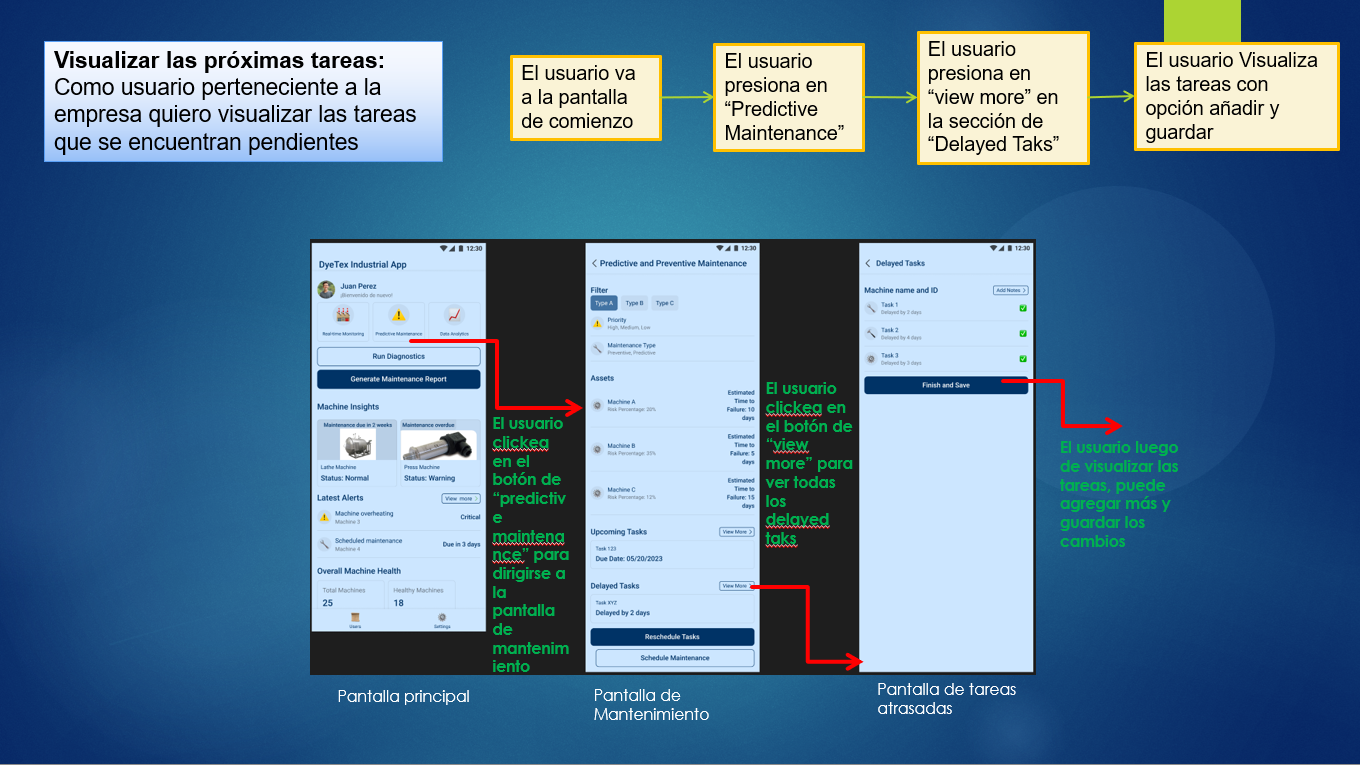 Visualizar las próximas tareas:
Como usuario perteneciente a la
empresa quiero visualizar las tareas
que se encuentran pendientes
El usuario va
a la pantalla
de comienzo
El usuario
presiona en
“Predictive
Maintenance”
El usuario
presiona en
“view more” en
la sección de
“Delayed Taks”
El usuario Visualiza
las tareas con
opción añadir y
guardar
12:30
DyeTex Industrial App
Juan Perez
¡Bienvenido de nuevo!
Real-time Monitoring
Predictive Maintenance
Data Analytics
Run Diagnostics
Generate Maintenance Report
Machine Insights
Maintenance due in 2 weeks
Maintenance overdue
Lathe Machine
Press Machine
Status: Normal
Status: Warning
Latest Alerts
View more >
Machine overheating
Machine 3
Critical
Scheduled maintenance
Machine 4
Due in 3 days
Overall Machine Health
Total Machines
Healthy Machines
25
18
Users
Settings
El usuario
clickea
en el
botón de
“predictiv
e
maintena
nce” para
dirigirse a
la
pantalla
de
mantenim
iento
12:30
< Predictive and Preventive Maintenance
Filter
Type A
Type B
Type C
Priority
High, Medium, Low
Maintenance Type
Preventive, Predictive
Assets
Machine A
Risk Percentage: 20%
Estimated
Time to
Failure: 10
days
Machine B
Risk Percentage: 35%
Estimated
Time to
Failure: 5
days
Machine C
Risk Percentage: 12%
Estimated
Time to
Failure: 15
days
Upcoming Tasks
View More >
Task 123
Due Date: 05/20/2023
Delayed Tasks
View More >
Task XYZ
Delayed by 2 days
Reschedule Tasks
Schedule Maintenance
El usuario
clickea en
el botón de
“view
more” para
ver todas
los
delayed
taks
12:30
< Delayed Tasks
Machine name and ID
Add Notes >
Task 1
Delayed by 2 days
Task 2
Delayed by 4 days
Task 3
Delayed by 3 days
Finish and Save
El usuario luego
de visualizar las
tareas, puede
agregar más y
guardar los
cambios
Pantalla principal
Pantalla de
Mantenimiento
Pantalla de tareas
atrasadas